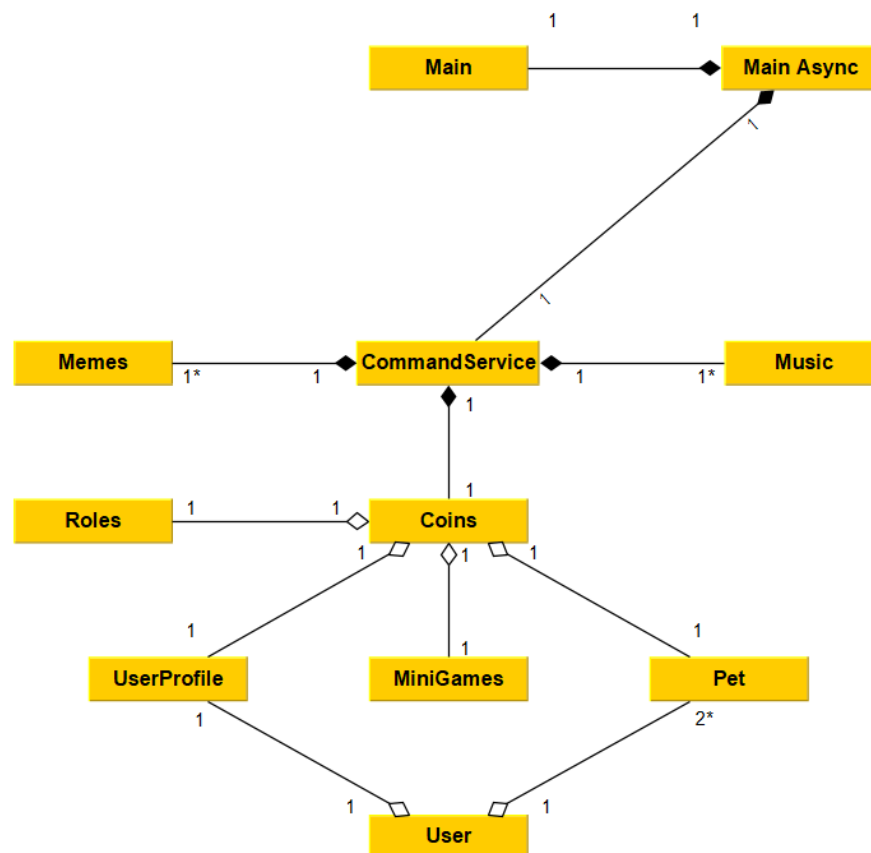 1 1
Main Main Async
1
1
Memes CommandService Music
1* 1 1 1 1*
1
Roles 1 1 Coins
1 1 1
1 1 1
UserProfile MiniGames Pet
1 2*
1 1
User